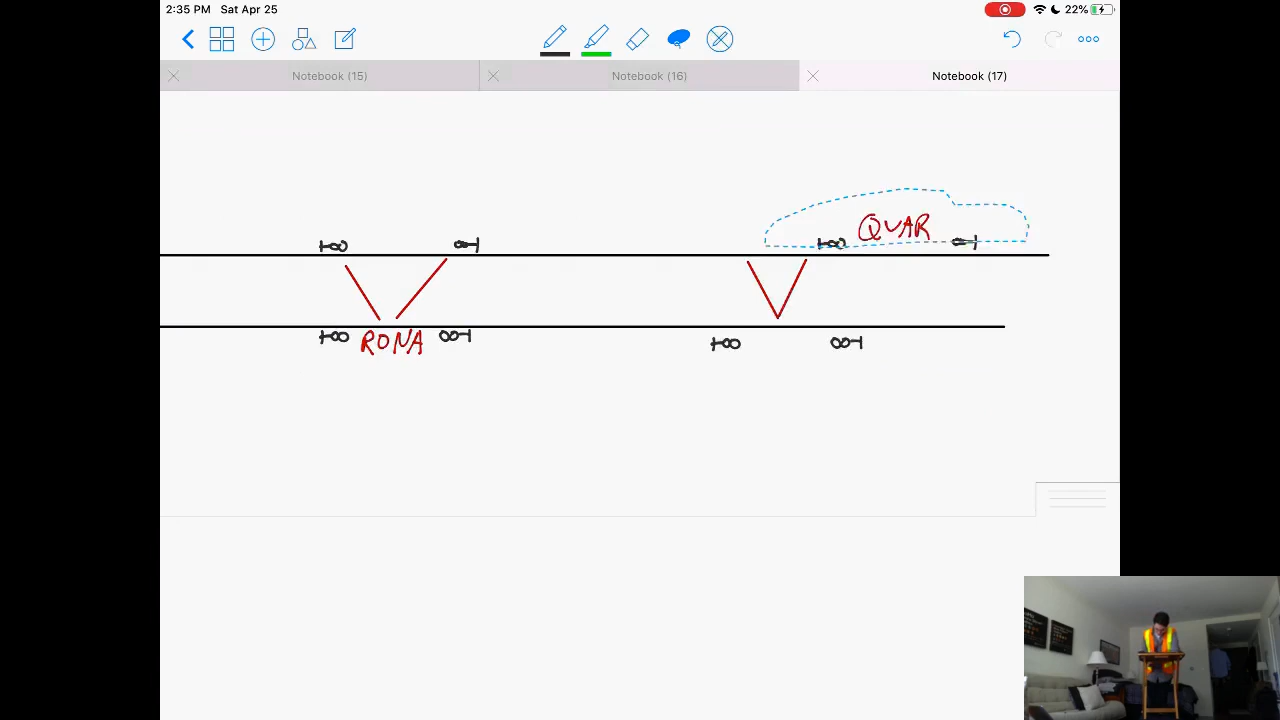 2:35 PM Sat Apr 25
22%
Notebook (15)
Notebook (16)
Notebook (17)
QUAR
RONA